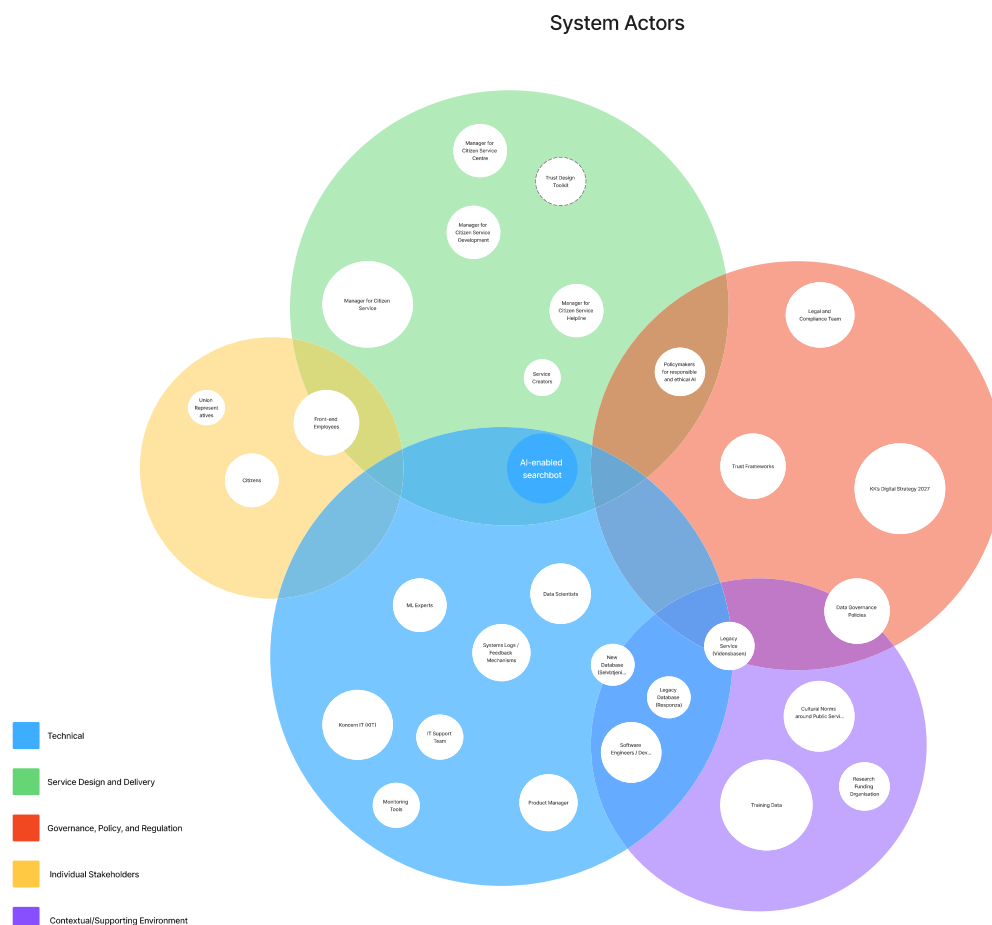 System Actors
Manager for
Citizen Service
Centre
Trust Design
Toolkit
Manager for
Citizen Service
Development
Manager for Citizen
Service
Manager for
Citizen Service
Helpline
Legal and
Compliance Team
Service
Creators
Policymakers
for responsible
and ethical AI
Union
Represent
atives
Front-end
Employees
Citizens
AI-enabled
searchbot
Trust Frameworks
KK's Digital Strategy 2027
ML Experts
Data Scientists
Systems Logs /
Feedback
Mechanisms
New
Database
(Selvbtjeni...
Legacy
Service
(Vidensbasen)
Data Governance
Policies
Legacy
Database
(Responza)
Koncern IT (KIT)
IT Support
Team
Software
Engineers / Dev...
Cultural Norms
around Public Servi...
Monitoring
Tools
Product Manager
Training Data
Research
Funding
Organisation
Technical
Service Design and Delivery
Governance, Policy, and Regulation
Individual Stakeholders
Contextual/Supporting Environment